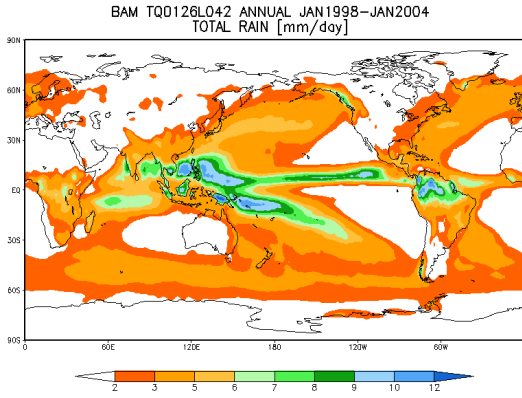 BAM TQ0126L042 ANNUAL JAN1998-JAN2004
TOTAL RAIN [mm/day]
90N
60N
30N
EQ
30S
60S
90S
0 60E 120E 180 120W 60W
2 3 5 6 7 8 9 10 12